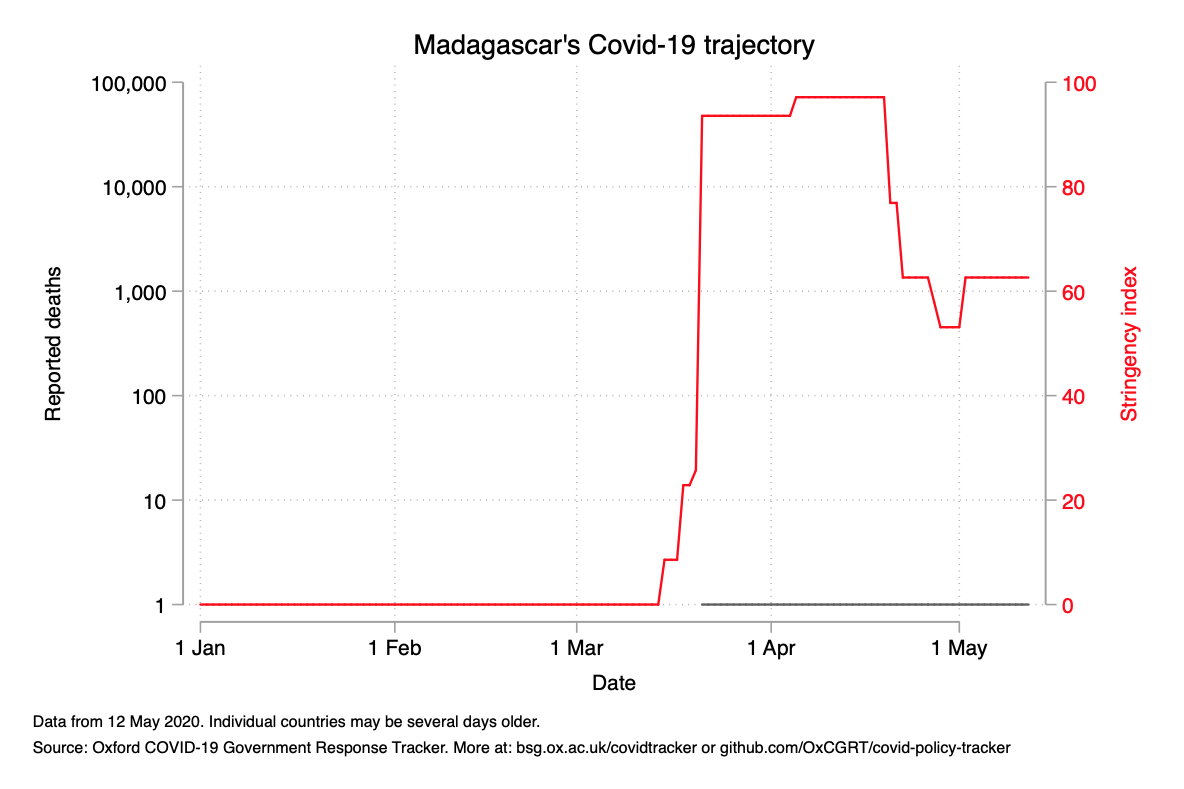 Madagascar's Covid-19 trajectory
100,000
10,000
1,000
100
10
1
Reported deaths
100
80
60
40
20
0
Stringency index
1 Jan
1 Feb
1 Mar
1 Apr
1 May
Date
Data from 12 May 2020. Individual countries may be several days older.
Source: Oxford COVID-19 Government Response Tracker. More at: bsg.ox.ac.uk/covidtracker or github.com/OxCGRT/covid-policy-tracker